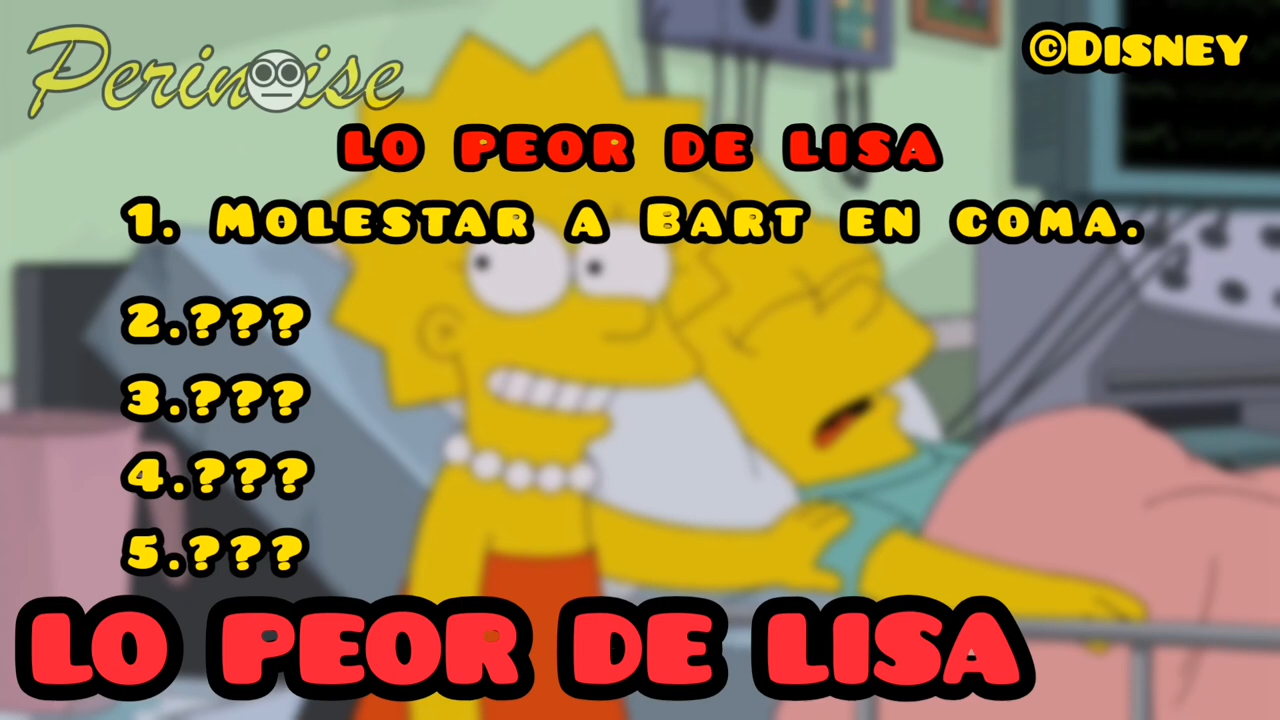 Perinoise
©Disney
LO PEOR DE LISA
1. Molestar a Bart en coma.
2.???
3.???
4.???
5.???
LO PEOR DE LISA